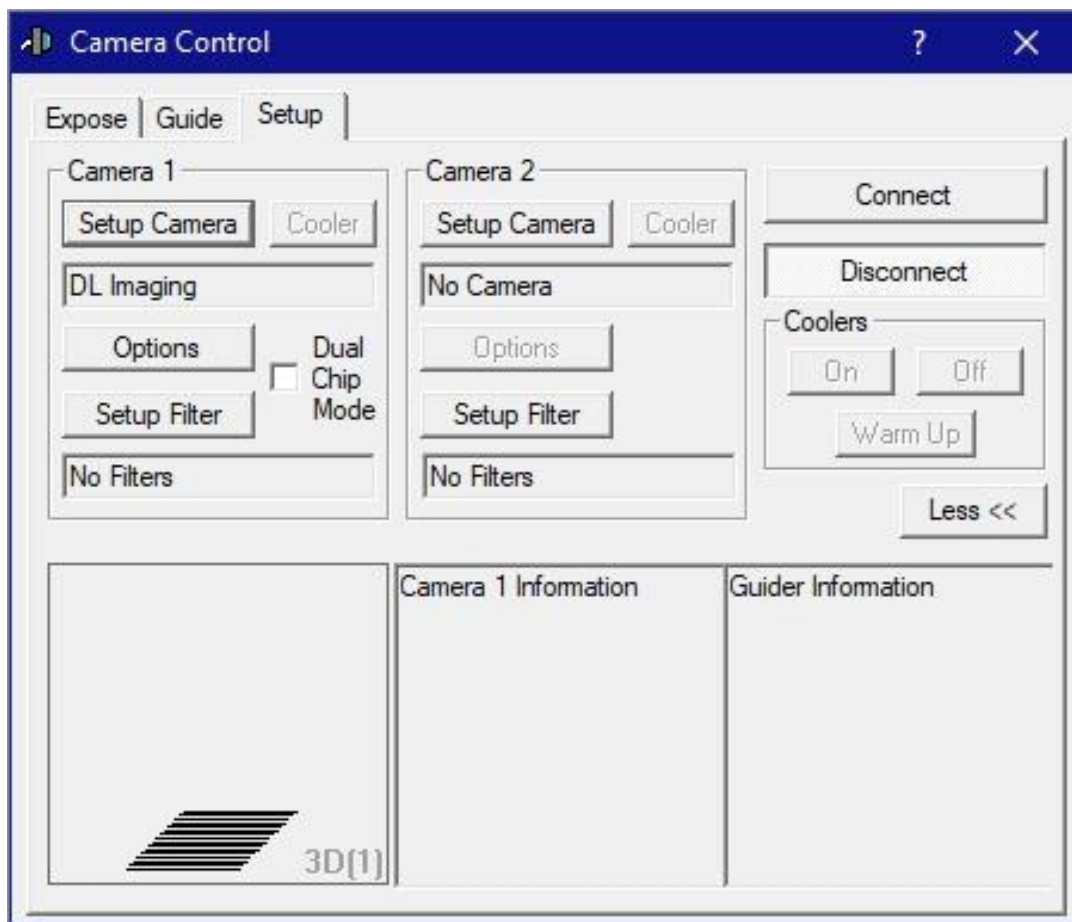 Camera Control ?
Expose Guide Setup
Camera 1
Setup Camera Cooler
DL Imaging
Options
Dual
Chip
Mode
Setup Filter
No Filters
Camera 2
Setup Camera Cooler
No Camera
Options
Setup Filter
No Filters
Connect
Disconnect
Coolers
On Off
Warm Up
Less <<
3D(1)
Camera 1 Information
Guider Information